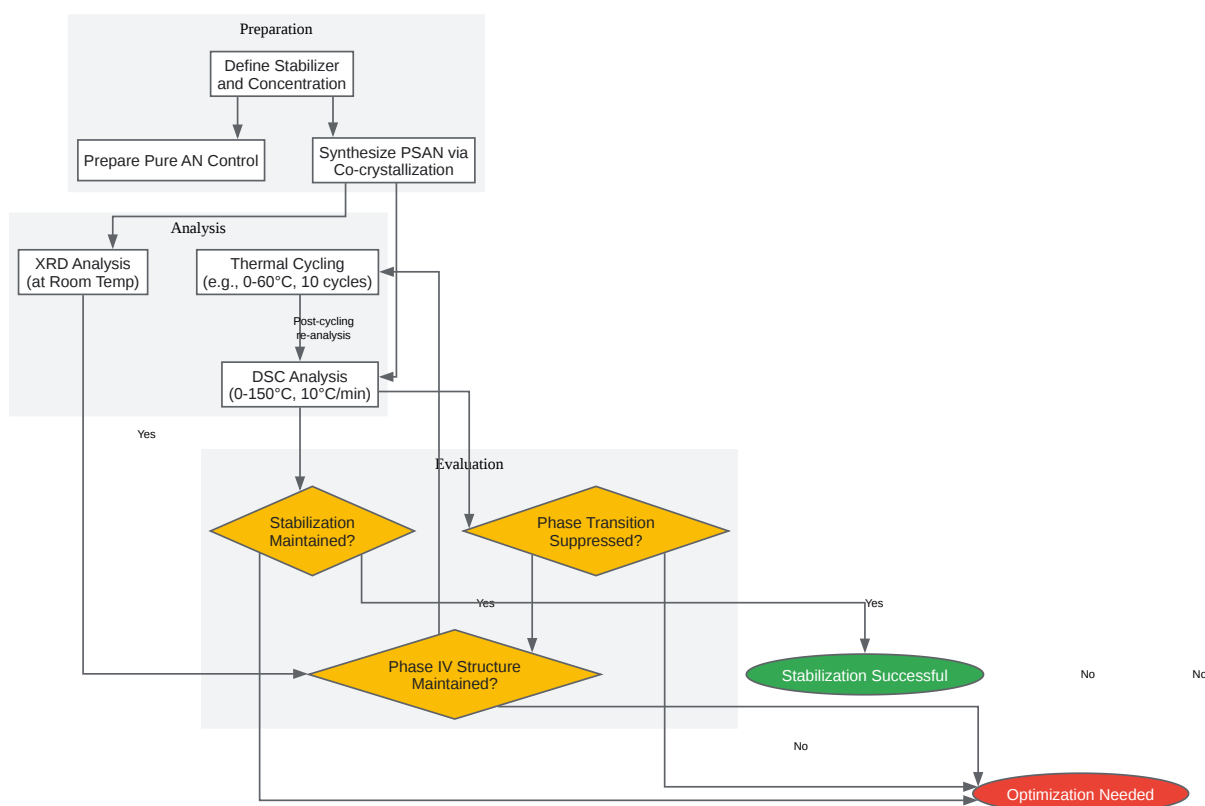 Preparation
Define Stabilizer
and Concentration
Prepare Pure AN Control
Synthesize PSAN via
Co-crystallization
Analysis
XRD Analysis
(at Room Temp)
Thermal Cycling
(e.g., 0-60°C, 10 cycles)
Post-cycling
re-analysis
DSC Analysis
(0-150°C, 10°C/min)
Yes
Evaluation
Stabilization
Maintained?
Phase Transition
Suppressed?
Yes
Yes
Phase IV Structure
Maintained?
Stabilization Successful
No
No
No
Optimization Needed